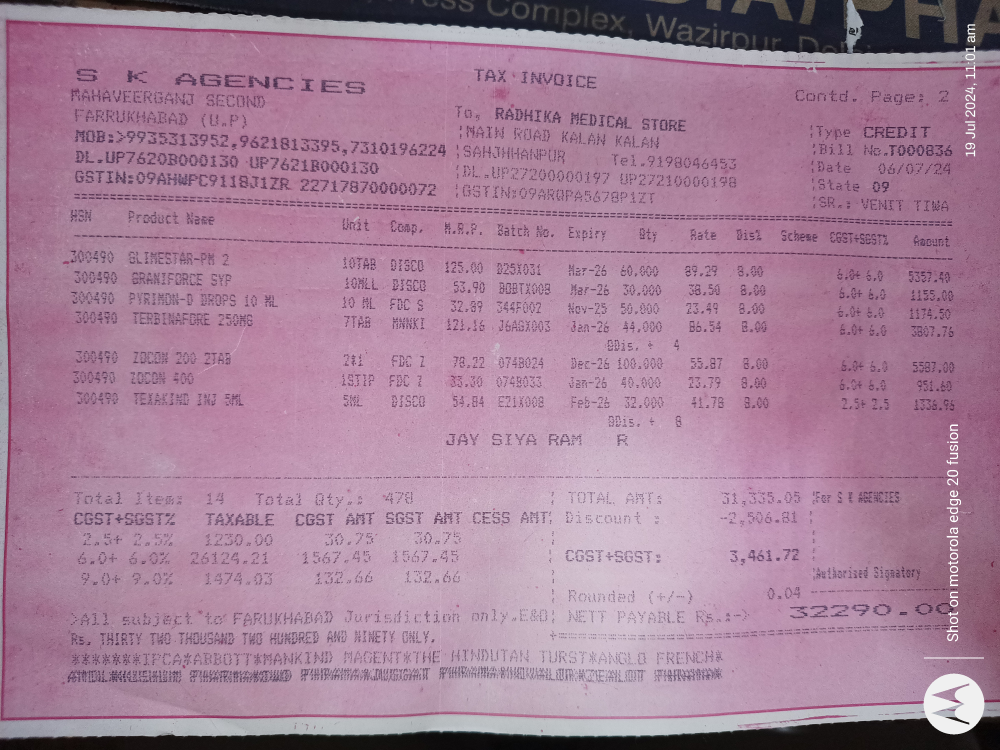 Press Complex, Wazirpur, Delhi
S K AGENCIES
MAHAVEERGANJ SECOND
FARRUKHABAD (U.P)
MOB:>9935313952,9621813395,7310196224
DL.UP7620B000130 UP7621B000130
GSTIN:09AHWPC9118J1ZR 22717870000072
TAX INVOICE
To, RADHIKA MEDICAL STORE
MAIN ROAD KALAN KALAN
SAHJHHANPUR Tel.9198046453
DL.UP27200000197 UP27210000198
GSTIN:09ARQPA5678P1ZT
Contd. Page: 2
Type CREDIT
Bill No.T000836
Date 06/07/24
State 09
SR.: VENIT TIWA
HSN Product Name Unit Comp. M.R.P. Batch No. Expiry Qty Rate Dis% Scheme CGST+SGST% Amount
300490 GLIMESTAR-PM 2 10TAB DISCO 125.00 D25X031 Mar-26 60.000 89.29 8.00 6.0+ 6.0 5357.40
300490 GRANIFORCE SYP 10MLL DISCO 53.90 BOBTX008 Mar-26 30.000 38.50 8.00 6.0+ 6.0 1155.00
300490 PYRIMON-D DROPS 10 ML 10 ML FDC S 32.89 344F002 Nov-25 50.000 23.49 8.00 6.0+ 6.0 1174.50
300490 TERBINAFORE 250MG 7TAB MNNKI 121.16 J6AGX003 Jan-26 44.000 86.54 8.00 6.0+ 6.0 3807.76
@Dis. + 4
300490 ZOCON 200 2TAB 2*1 FDC Z 78.22 074B024 Dec-26 100.000 55.87 8.00 6.0+ 6.0 5587.00
300490 ZOCON 400 1STIP FDC Z 33.30 074B033 Jan-26 40.000 23.79 8.00 6.0+ 6.0 951.60
300490 TEXAKIND INJ 5ML 5ML DISCO 54.84 E21X008 Feb-26 32.000 41.78 8.00 2.5+ 2.5 1336.96
@Dis. + 8
JAY SIYA RAM R
Total Item: 14 Total Qty.: 478
CGST+SGST% TAXABLE CGST AMT SGST AMT CESS AMT
2.5+ 2.5% 1230.00 30.75 30.75
6.0+ 6.0% 26124.21 1567.45 1567.45
9.0+ 9.0% 1474.03 132.66 132.66
TOTAL AMT: 31,335.05
Discount : -2,506.81
CGST+SGST: 3,461.72
Rounded (+/-) 0.04
NETT PAYABLE Rs.:-> 32290.00
For S K AGENCIES
Authorised Signatory
>All subject to FARUKHABAD Jurisdiction only.E&O
Rs. THIRTY TWO THOUSAND TWO HUNDRED AND NINETY ONLY.
*******IPCA*ABBOTT*MANKIND MAGENT*THE HINDUTAN TURST*ANGLO FRENCH*
19 Jul 2024, 11:01 am
Shot on motorola edge 20 fusion